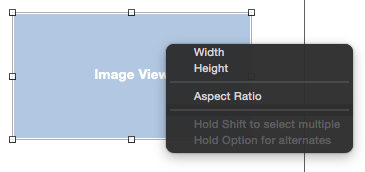 Image View
Width
Height
Aspect Ratio
Hold Shift to select multiple
Hold Option for alternates